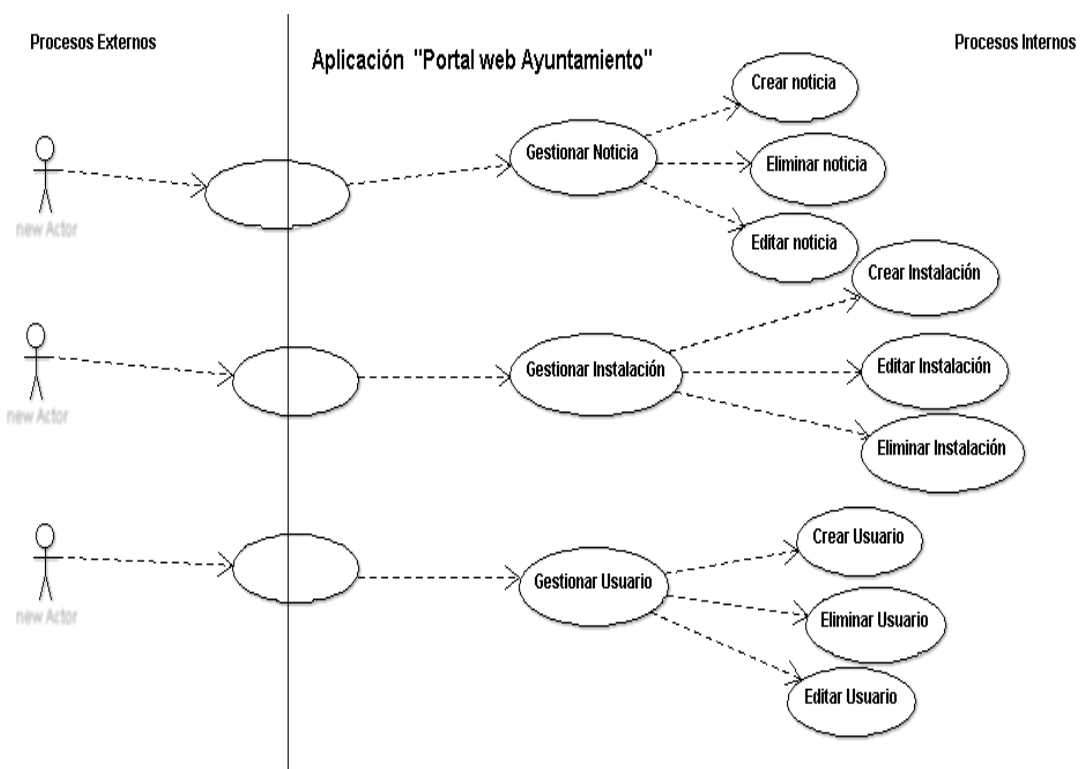 Procesos Externos
Procesos Internos
Aplicación "Portal web Ayuntamiento"
Crear noticia
Gestionar Noticia
Eliminar noticia
new Actor
Editar noticia
Crear Instalación
Gestionar Instalación
Editar Instalación
new Actor
Eliminar Instalación
Crear Usuario
Gestionar Usuario
new Actor
Eliminar Usuario
Editar Usuario